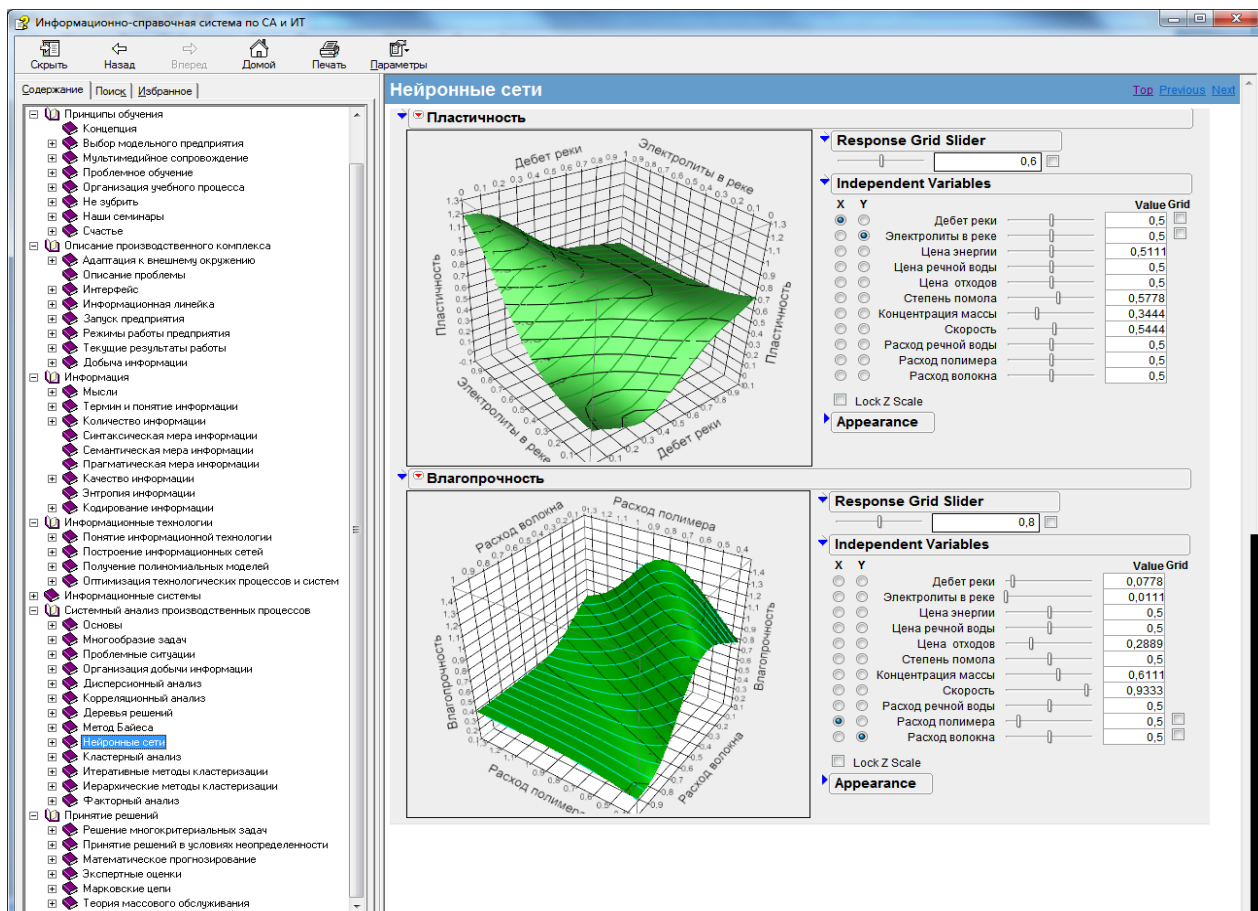 Информационно-справочная система по СА и ИТ
Скрыть Назад Вперед Домой Печать Параметры
Содержание Поиск Избранное
Принципы обучения
Концепция
Выбор модельного предприятия
Мультимедийное сопровождение
Проблемное обучение
Организация учебного процесса
Не зубрить
Наши семинары
Счастье
Описание производственного комплекса
Адаптация к внешнему окружению
Описание проблемы
Интерфейс
Информационная линейка
Запуск предприятия
Режимы работы предприятия
Текущие результаты работы
Добыча информации
Информация
Мысли
Термин и понятие информации
Количество информации
Синтаксическая мера информации
Семантическая мера информации
Прагматическая мера информации
Качество информации
Энтропия информации
Кодирование информации
Информационные технологии
Понятие информационной технологии
Построение информационных сетей
Получение полиномиальных моделей
Оптимизация технологических процессов и систем
Информационные системы
Системный анализ производственных процессов
Основы
Многообразие задач
Проблемные ситуации
Организация добычи информации
Дисперсионный анализ
Корреляционный анализ
Деревья решений
Метод Байеса
Нейронные сети
Кластерный анализ
Итеративные методы кластеризации
Иерархические методы кластеризации
Факторный анализ
Принятие решений
Решение многокритериальных задач
Принятие решений в условиях неопределенности
Математическое прогнозирование
Экспертные оценки
Марковские цепи
Теория массового обслуживания
Нейронные сети
Top Previous Next
Пластичность
Дебет реки
Электролиты в реке
Пластичность
Пластичность
Электролиты в реке
Дебет реки
Response Grid Slider
0,6
Independent Variables
X Y Value Grid
Дебет реки 0,5
Электролиты в реке 0,5
Цена энергии 0,5111
Цена речной воды 0,5
Цена отходов 0,5
Степень помола 0,5778
Концентрация массы 0,3444
Скорость 0,5444
Расход речной воды 0,5
Расход полимера 0,5
Расход волокна 0,5
Lock Z Scale
Appearance
Влагопрочность
Расход волокна
Расход полимера
Влагопрочность
Влагопрочность
Расход полимера
Расход волокна
Response Grid Slider
0,8
Independent Variables
X Y Value Grid
Дебет реки 0,0778
Электролиты в реке 0,0111
Цена энергии 0,5
Цена речной воды 0,5
Цена отходов 0,2889
Степень помола 0,5
Концентрация массы 0,6111
Скорость 0,9333
Расход речной воды 0,5
Расход полимера 0,5
Расход волокна 0,5
Lock Z Scale
Appearance